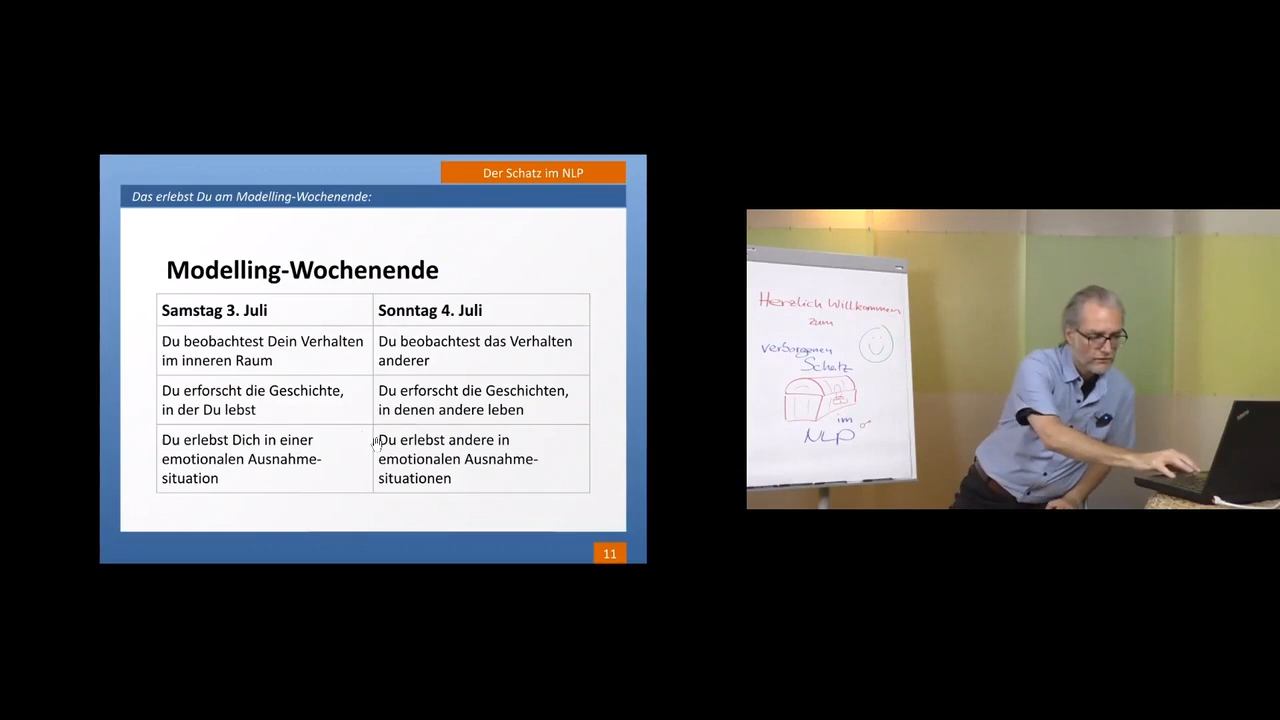 Der Schatz im NLP
Das erlebst Du am Modelling-Wochenende:
Modelling-Wochenende
Samstag 3. Juli
Sonntag 4. Juli
Du beobachtest Dein Verhalten
im inneren Raum
Du beobachtest das Verhalten
anderer
Du erforscht die Geschichte,
in der Du lebst
Du erforscht die Geschichten,
in denen andere leben
Du erlebst Dich in einer
emotionalen Ausnahme-
situation
Du erlebst andere in
emotionalen Ausnahme-
situationen
11
Herzlich Willkommen
zum
verborgenen
Schatz
im
NLP
ThinkPad